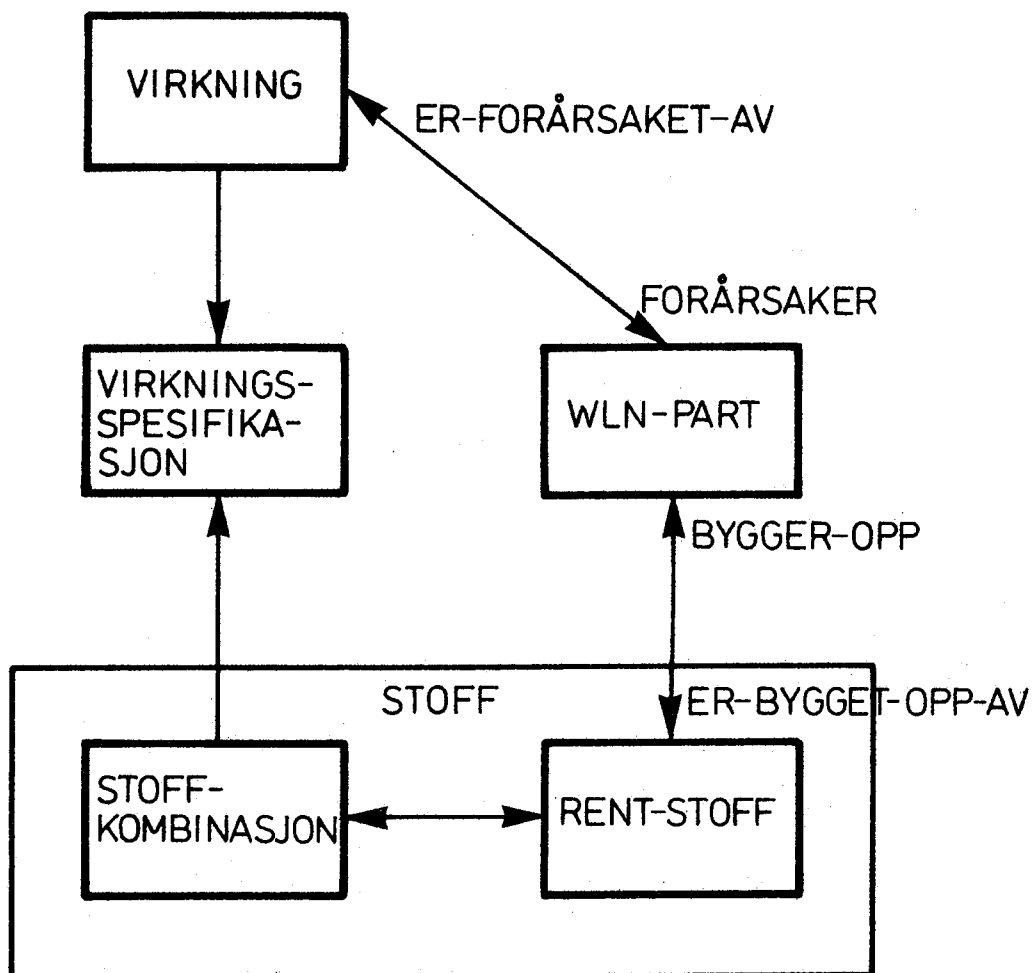 VIRKNING
ER-FORÅRSAKET-AV
FORÅRSAKER
VIRKNINGS-
SPESIFIKA-
SJON
WLN-PART
BYGGER-OPP
STOFF
ER-BYGGET-OPP-AV
STOFF-
KOMBINASJON
RENT-STOFF